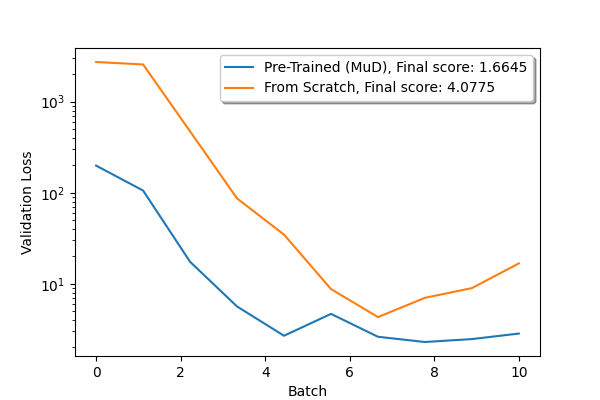 Pre-Trained (MuD), Final score: 1.6645
From Scratch, Final score: 4.0775
10³
10²
10¹
Validation Loss
0 2 4 6 8 10
Batch